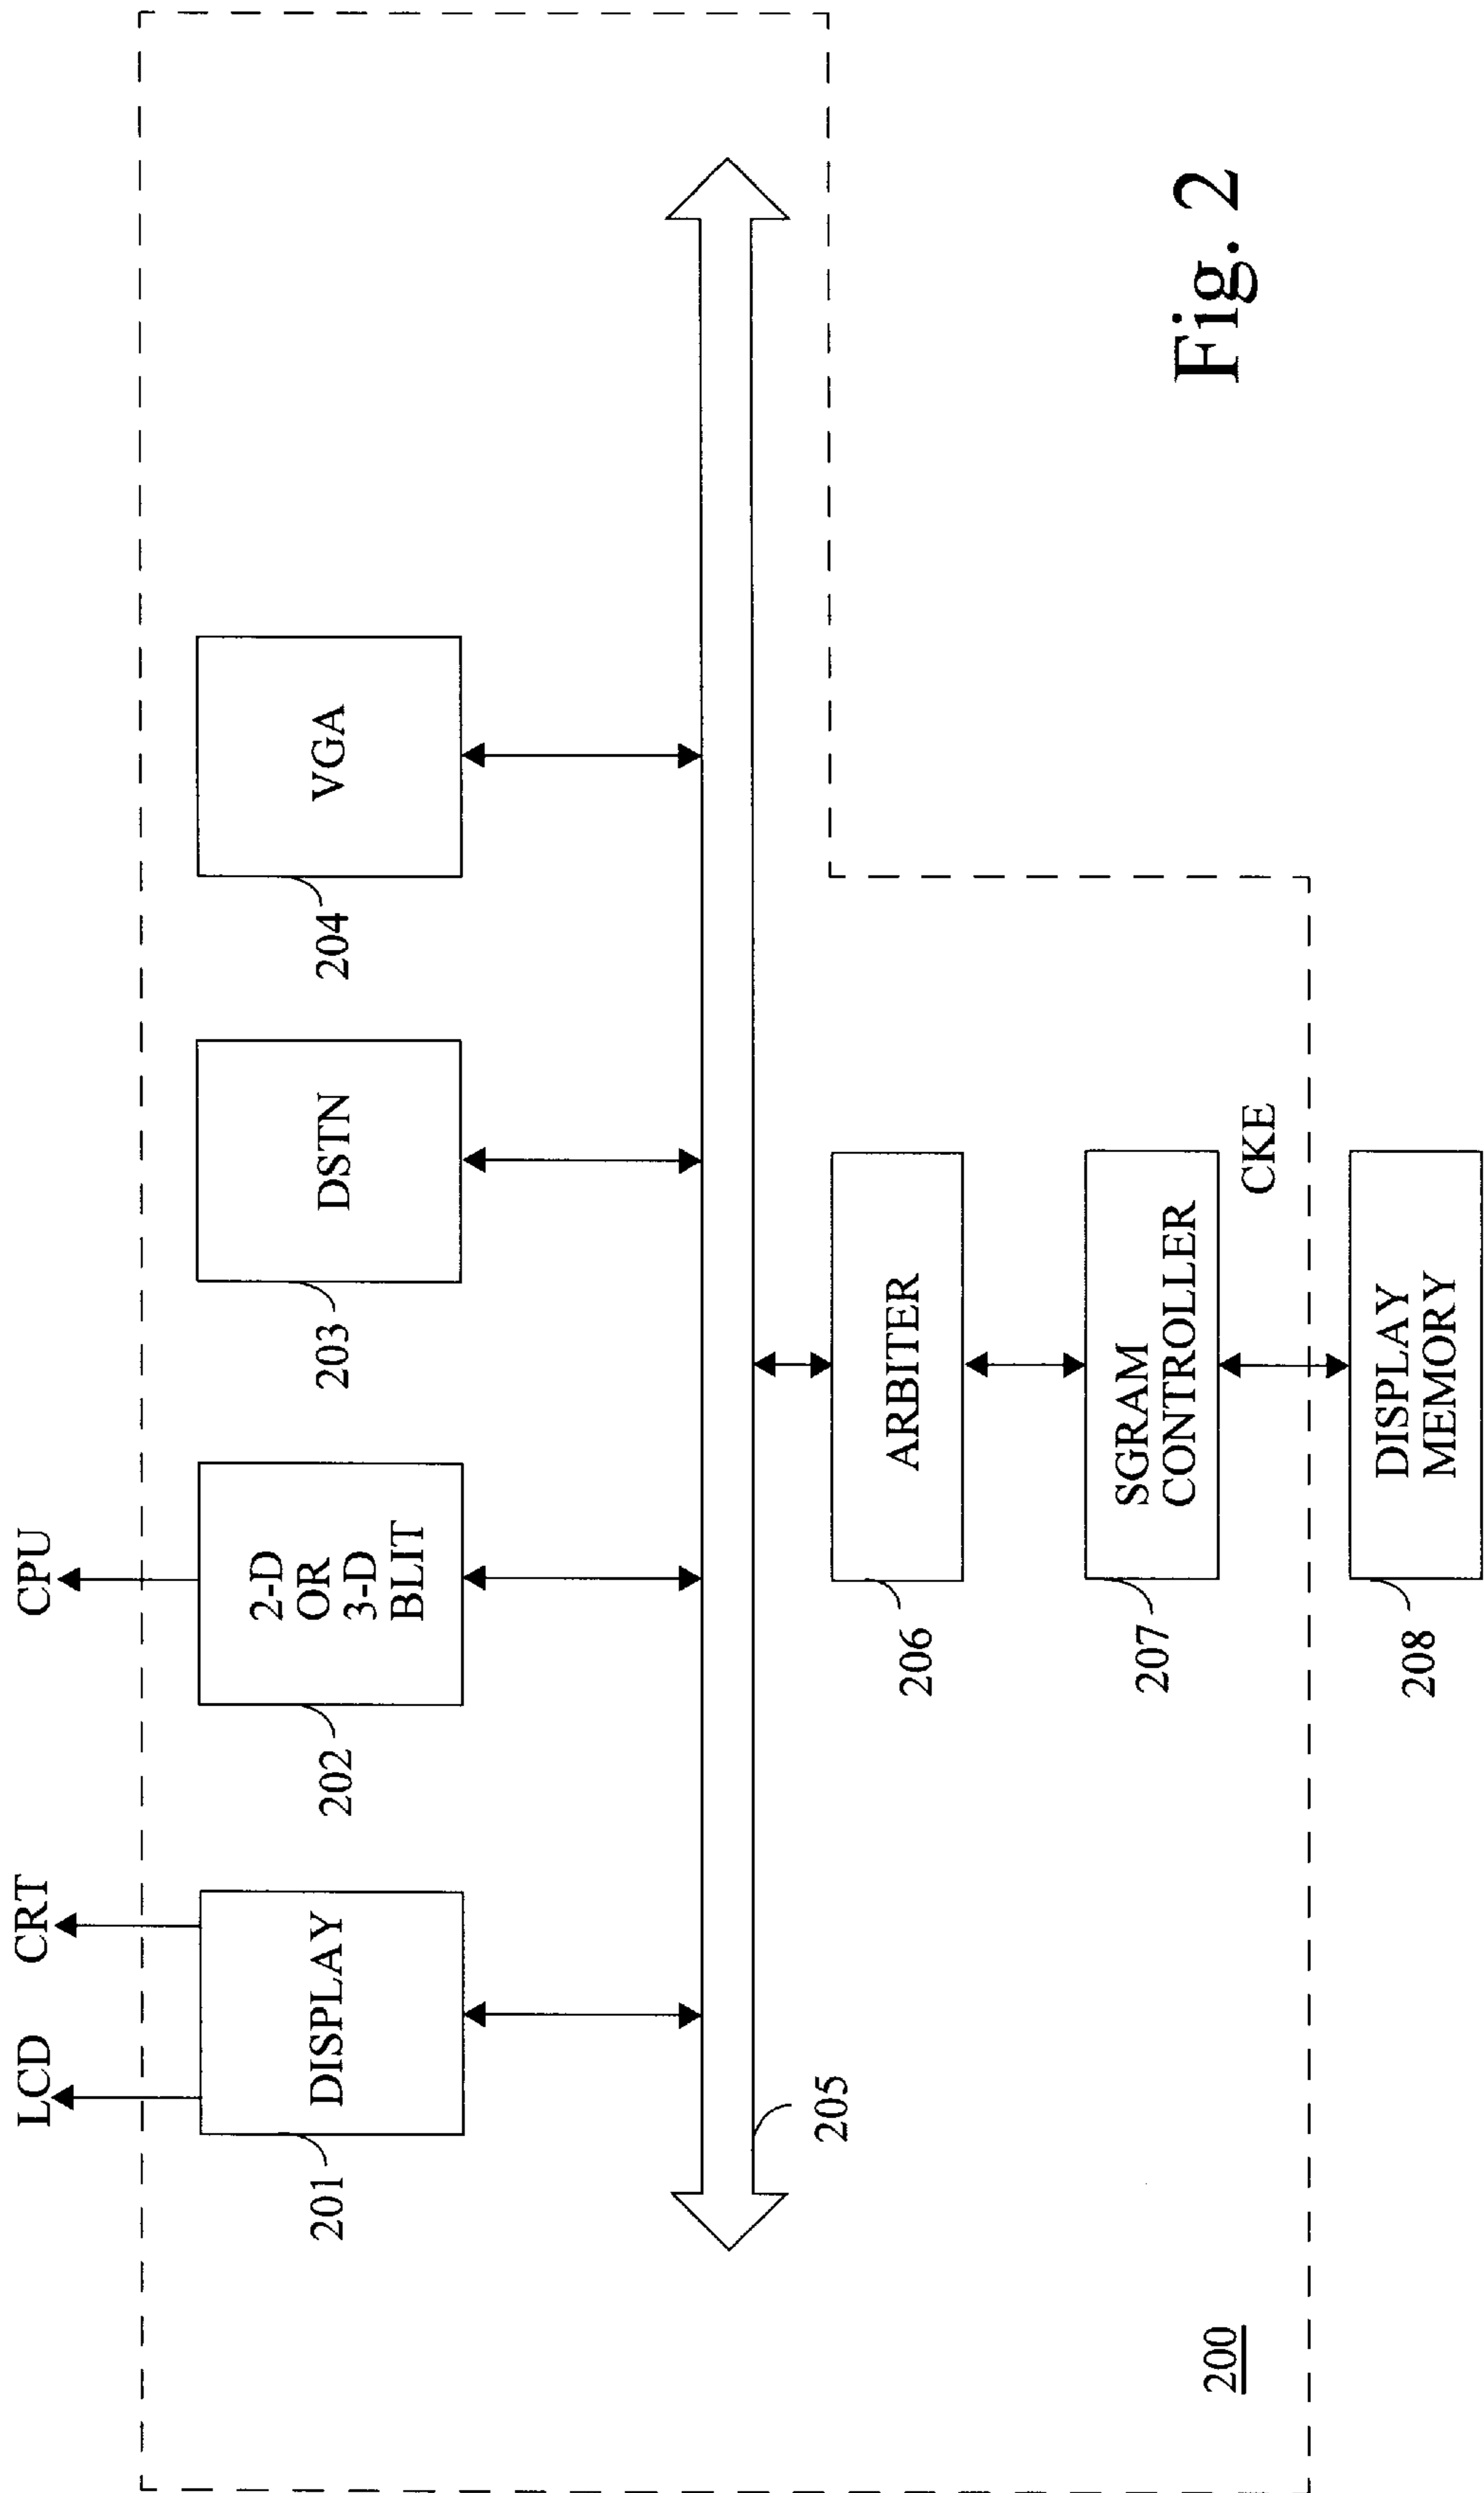 LCD
CRT
CPU
DISPLAY
2-D
OR
3-D
BLIT
DSTN
VGA
201
202
203
204
205
ARBITER
206
SGRAM
CONTROLLER
207
CKE
DISPLAY
MEMORY
208
200
Fig. 2